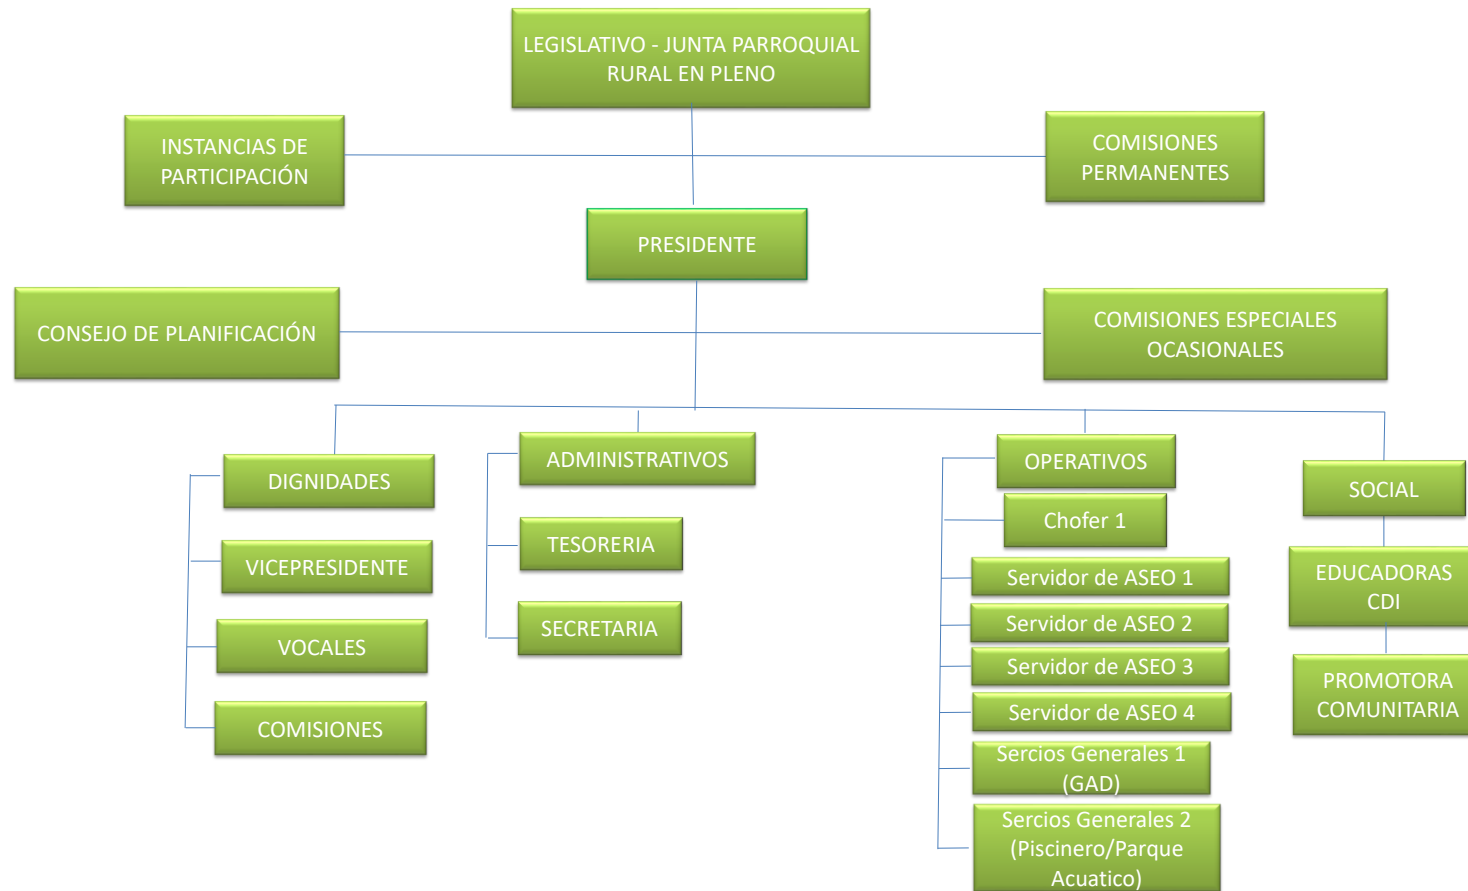 LEGISLATIVO - JUNTA PARROQUIAL
RURAL EN PLENO
INSTANCIAS DE
PARTICIPACIÓN
COMISIONES
PERMANENTES
PRESIDENTE
CONSEJO DE PLANIFICACIÓN
COMISIONES ESPECIALES
OCASIONALES
DIGNIDADES
VICEPRESIDENTE
VOCALES
COMISIONES
ADMINISTRATIVOS
TESORERIA
SECRETARIA
OPERATIVOS
Chofer 1
Servidor de ASEO 1
Servidor de ASEO 2
Servidor de ASEO 3
Servidor de ASEO 4
Sercios Generales 1
(GAD)
Sercios Generales 2
(Piscinero/Parque
Acuatico)
SOCIAL
EDUCADORAS
CDI
PROMOTORA
COMUNITARIA